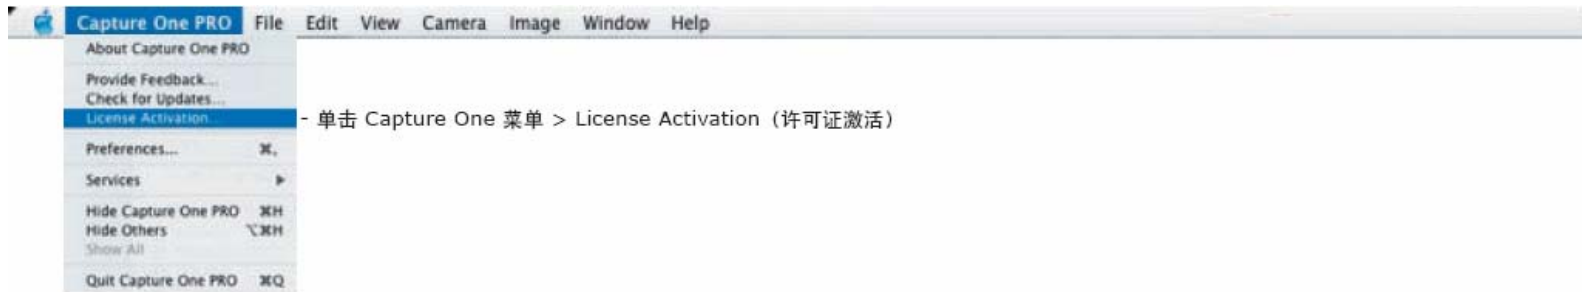 Capture One PRO File Edit View Camera Image Window Help
About Capture One PRO
Provide Feedback...
Check for Updates...
License Activation...
- 单击 Capture One 菜单 > License Activation（许可证激活）
Preferences... ⌘,
Services ▶
Hide Capture One PRO ⌘H
Hide Others ⌥⌘H
Show All
Quit Capture One PRO ⌘Q